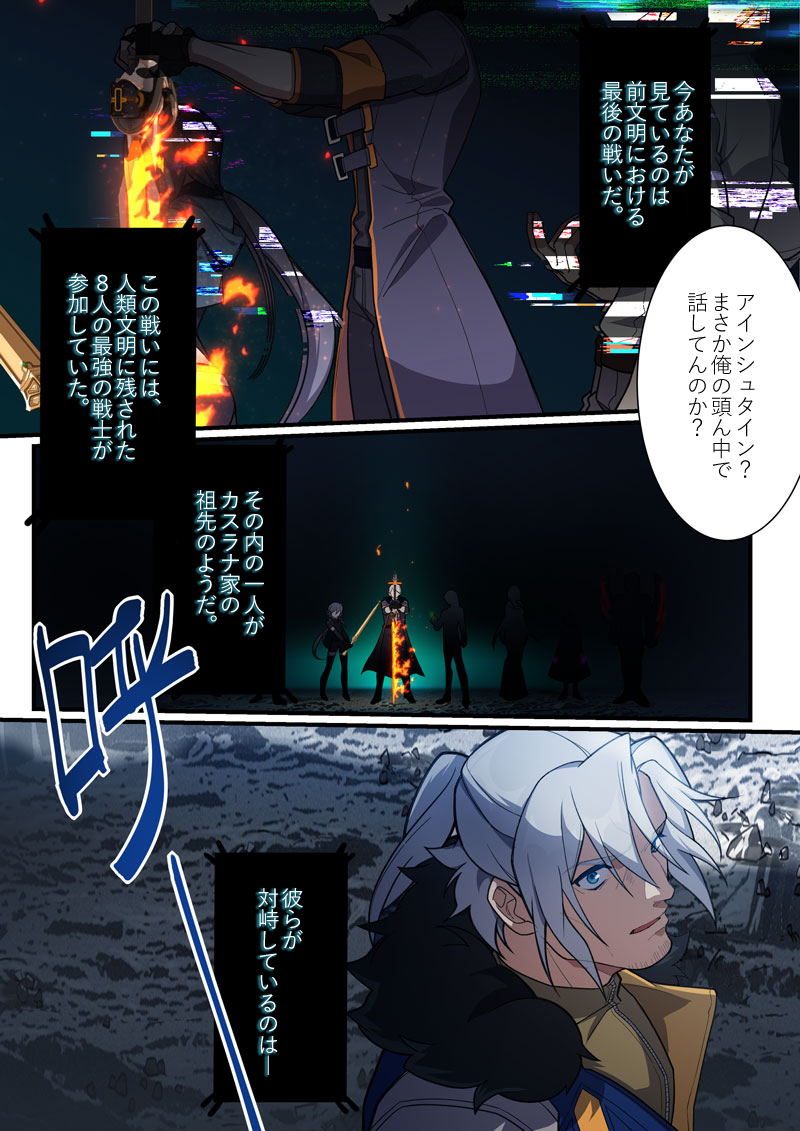 今あなたが
見ているのは
前文明における
最後の戦いだ。
アインシュタイン？
まさか俺の頭ん中で
話してんのか？
この戦いには、
人類文明に残された
８人の最強の戦士が
参加していた。
その内の一人が
カスラナ家の
祖先のようだ。
呼ー
彼らが
対峙しているのは―